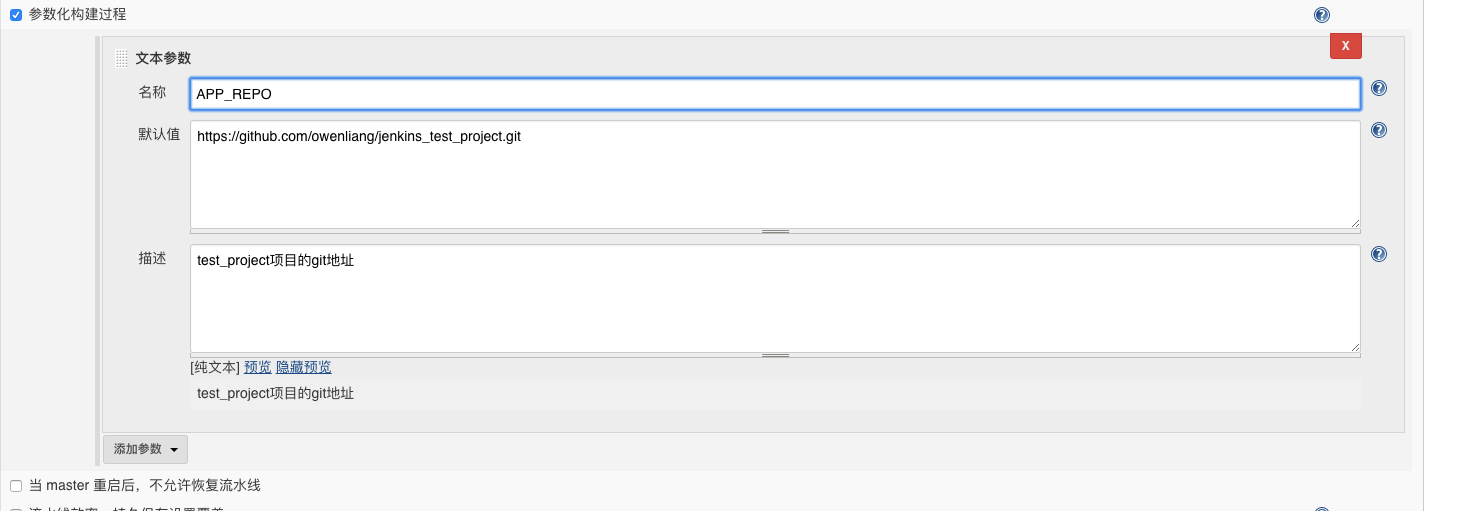 参数化构建过程
文本参数
X
名称
APP_REPO
默认值
https://github.com/owenliang/jenkins_test_project.git
描述
test_project项目的git地址
[纯文本] 预览 隐藏预览
test_project项目的git地址
添加参数
当 master 重启后，不允许恢复流水线